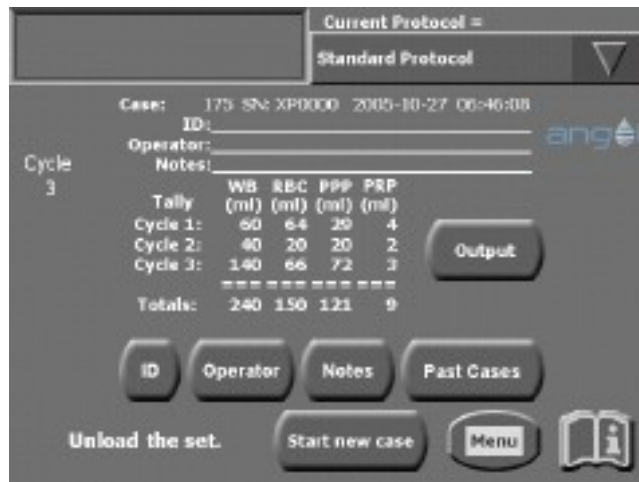 Current Protocol =
Standard Protocol
Case: 175 SN: XP0000 2005-10-27 06:46:08
ID:
Operator:
Notes:
angel
Cycle
3
WB RBC PPP PRP
Tally (ml) (ml) (ml) (ml)
Cycle 1: 60 64 29 4
Cycle 2: 40 20 20 2
Cycle 3: 140 66 72 3
=== === === ===
Totals: 240 150 121 9
Output
ID Operator Notes Past Cases
Unload the set. Start new case Menu i